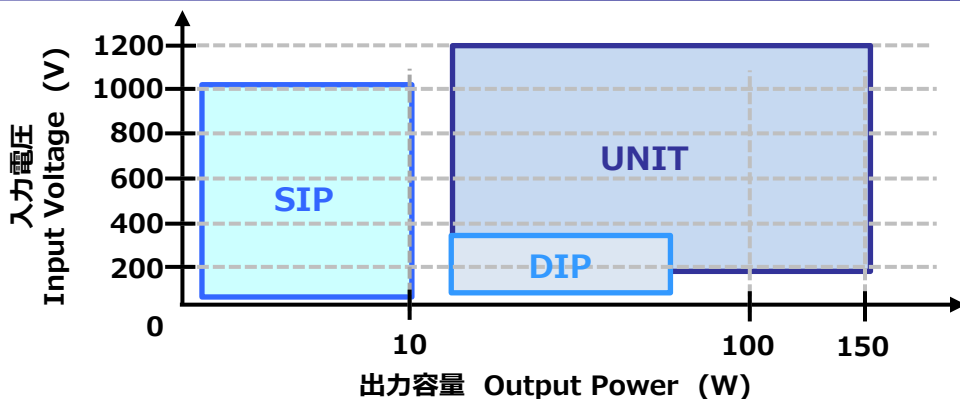 入力電圧
Input Voltage (V)
1200
1000
800
600
400
200
0
SIP
UNIT
DIP
10
100
150
出力容量 Output Power (W)